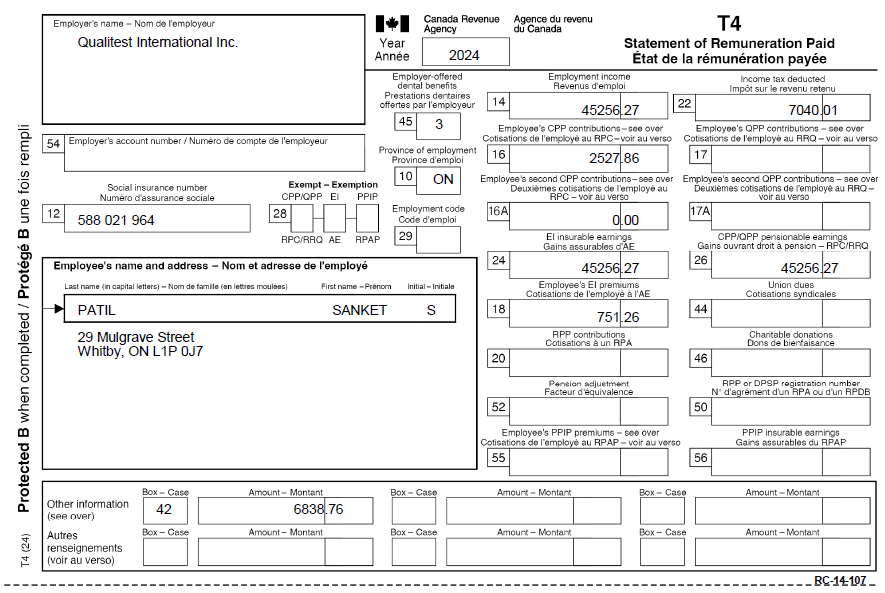 Employer's name – Nom de l'employeur
Qualitest International Inc.
Canada Revenue Agency
Agence du revenu du Canada
Year
Année
2024
T4
Statement of Remuneration Paid
État de la rémunération payée
Employer-offered
dental benefits
Prestations dentaires
offertes par l'employeur
45 3
Employment income
Revenus d'emploi
14 45256.27
Income tax deducted
Impôt sur le revenu retenu
22 7040.01
54 Employer's account number / Numéro de compte de l'employeur
Province of employment
Province d'emploi
10 ON
Employee's CPP contributions – see over
Cotisations de l'employé au RPC – voir au verso
16 2527.86
Employee's QPP contributions – see over
Cotisations de l'employé au RRQ – voir au verso
17
Social insurance number
Numéro d'assurance sociale
12 588 021 964
Exempt – Exemption
CPP/QPP EI PPIP
28
RPC/RRQ AE RPAP
Employment code
Code d'emploi
29
Employee's second CPP contributions – see over
Deuxièmes cotisations de l'employé au
RPC – voir au verso
16A 0.00
Employee's second QPP contributions – see over
Deuxièmes cotisations de l'employé au RRQ –
voir au verso
17A
EI insurable earnings
Gains assurables d'AE
24 45256.27
CPP/QPP pensionable earnings
Gains ouvrant droit à pension – RPC/RRQ
26 45256.27
Employee's name and address – Nom et adresse de l'employé
Last name (in capital letters) – Nom de famille (en lettres moulées) First name – Prénom Initial – Initiale
PATIL SANKET S
29 Mulgrave Street
Whitby, ON L1P 0J7
Employee's EI premiums
Cotisations de l'employé à l'AE
18 751.26
Union dues
Cotisations syndicales
44
RPP contributions
Cotisations à un RPA
20
Charitable donations
Dons de bienfaisance
46
Pension adjustment
Facteur d'équivalence
52
RPP or DPSP registration number
N° d'agrément d'un RPA ou d'un RPDB
50
Employee's PPIP premiums – see over
Cotisations de l'employé au RPAP – voir au verso
55
PPIP insurable earnings
Gains assurables du RPAP
56
Other information
(see over)
Box – Case Amount – Montant Box – Case Amount – Montant Box – Case Amount – Montant
42 6838.76
Autres
renseignements
(voir au verso)
Box – Case Amount – Montant Box – Case Amount – Montant Box – Case Amount – Montant
Protected B when completed / Protégé B une fois rempli
T4 (24)
RC-14-107